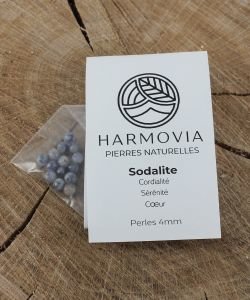 HARMOVIA
PIERRES NATURELLES
Sodalite
Cordialité
Sérénité
Cœur
Perles 4mm